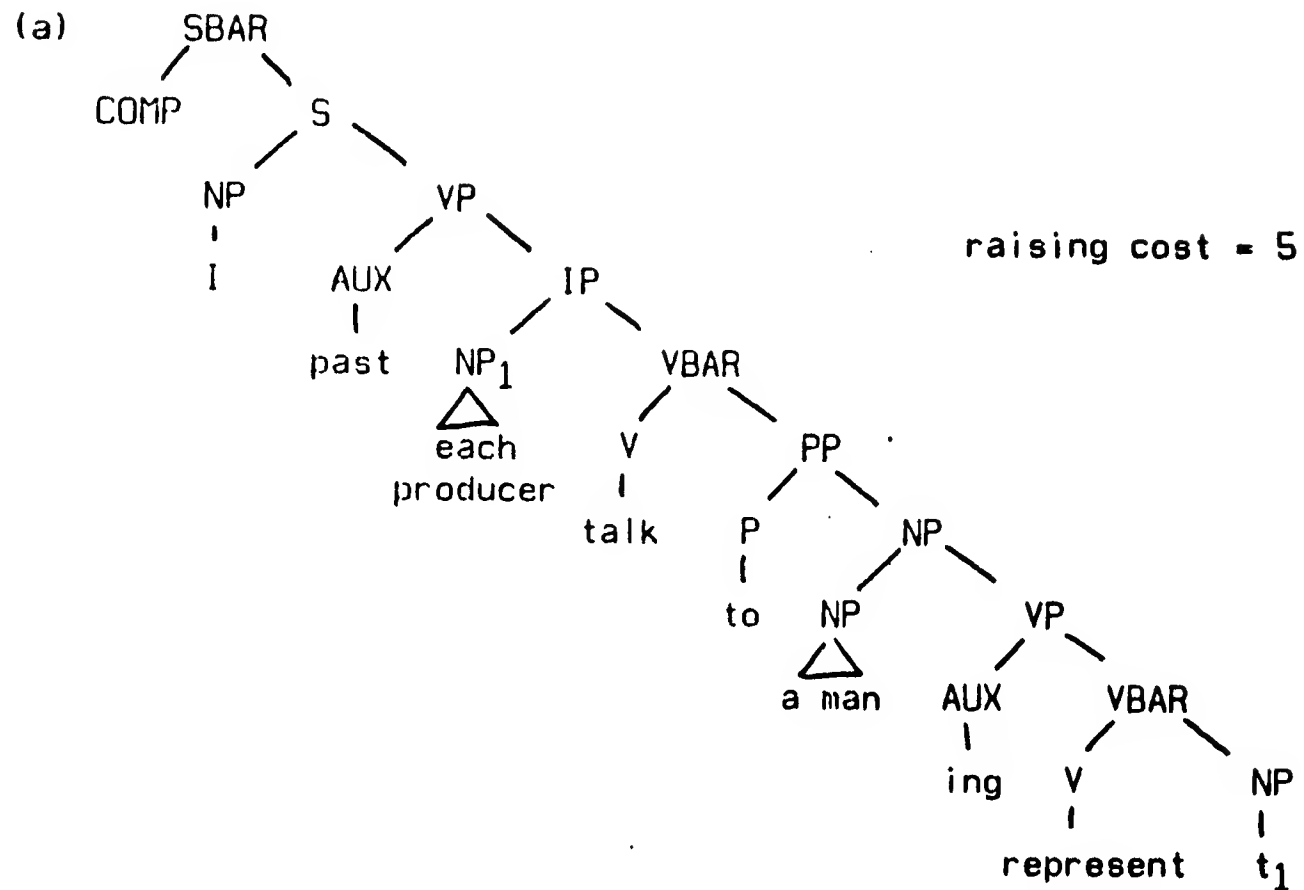 (a) SBAR
COMP S
NP VP
raising cost = 5
I AUX IP
past NP1 VBAR
each
producer
V PP
talk P NP
to NP VP
a man AUX VBAR
ing V NP
represent t1